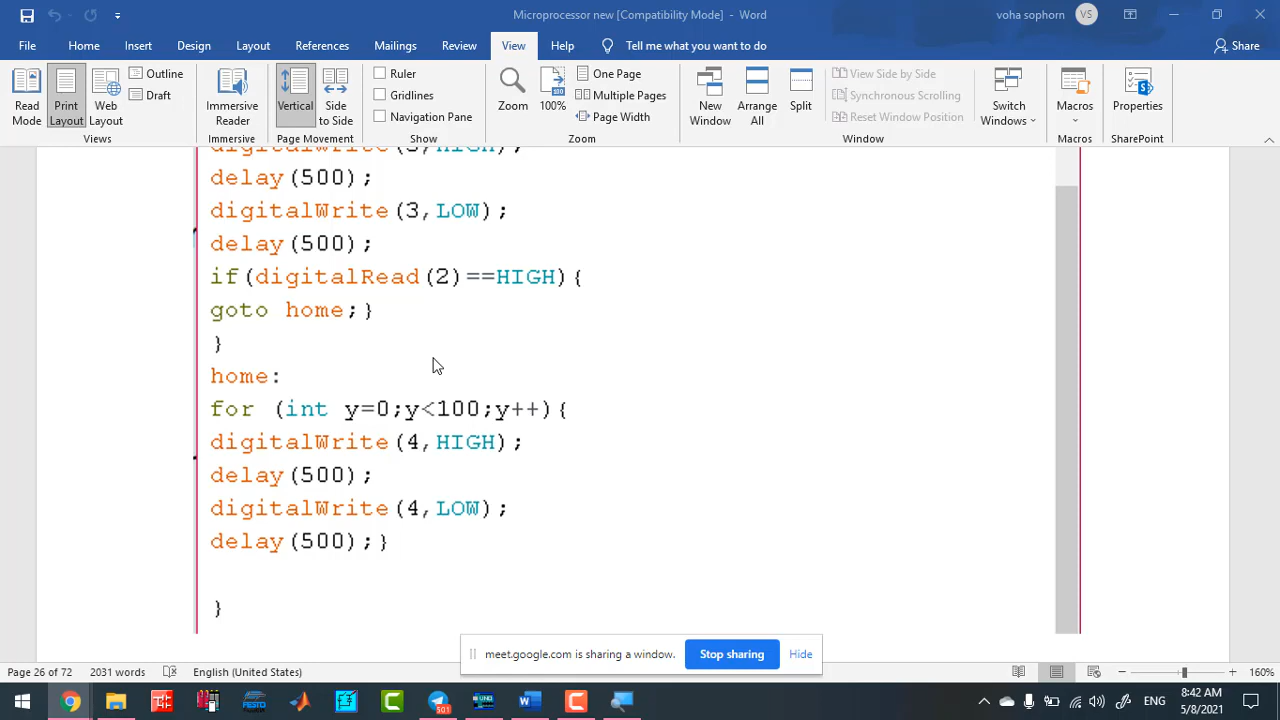 Microprocessor new [Compatibility Mode] - Word
voha sophorn
VS
File Home Insert Design Layout References Mailings Review View Help Tell me what you want to do
Share
Read Mode
Print Layout
Web Layout
Outline
Draft
Views
Immersive Reader
Immersive
Vertical
Side to Side
Page Movement
Ruler
Gridlines
Navigation Pane
Show
Zoom
100%
One Page
Multiple Pages
Page Width
Zoom
New Window
Arrange All
Split
View Side by Side
Synchronous Scrolling
Reset Window Position
Window
Switch Windows
Macros
Macros
Properties
SharePoint
digitalWrite(3,HIGH);
delay(500);
digitalWrite(3,LOW);
delay(500);
if(digitalRead(2)==HIGH){
goto home;}
}
home:
for (int y=0;y<100;y++){
digitalWrite(4,HIGH);
delay(500);
digitalWrite(4,LOW);
delay(500);}
}
meet.google.com is sharing a window. Stop sharing Hide
Page 26 of 72 2031 words English (United States) 160%
ENG
8:42 AM
5/8/2021